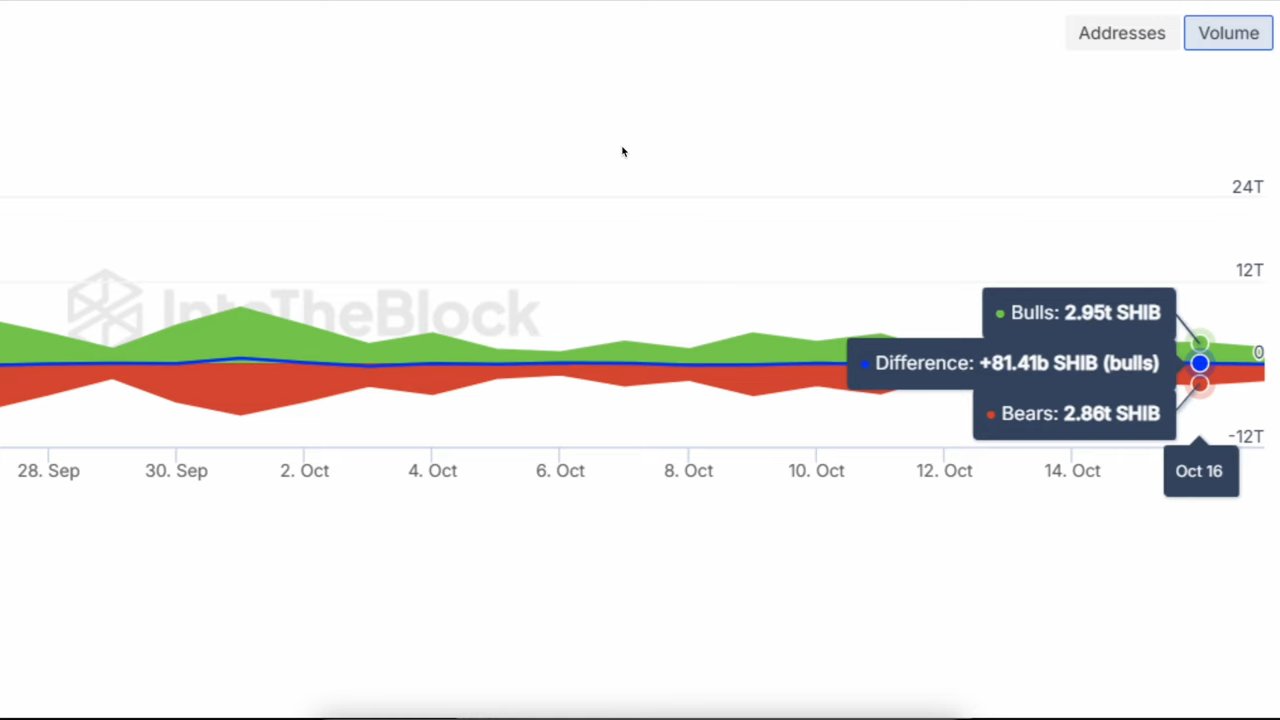 Addresses Volume
24T
12T
IntoTheBlock
Bulls: 2.95t SHIB
0
Difference: +81.41b SHIB (bulls)
Bears: 2.86t SHIB
-12T
28. Sep 30. Sep 2. Oct 4. Oct 6. Oct 8. Oct 10. Oct 12. Oct 14. Oct Oct 16